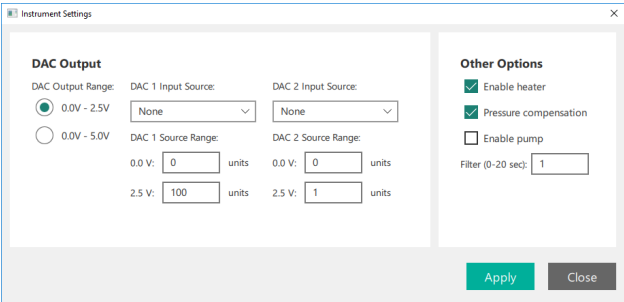 Instrument Settings
DAC Output
DAC Output Range:
0.0V - 2.5V
0.0V - 5.0V
DAC 1 Input Source:
None
DAC 1 Source Range:
0.0 V: 0 units
2.5 V: 100 units
DAC 2 Input Source:
None
DAC 2 Source Range:
0.0 V: 0 units
2.5 V: 1 units
Other Options
Enable heater
Pressure compensation
Enable pump
Filter (0-20 sec): 1
Apply
Close